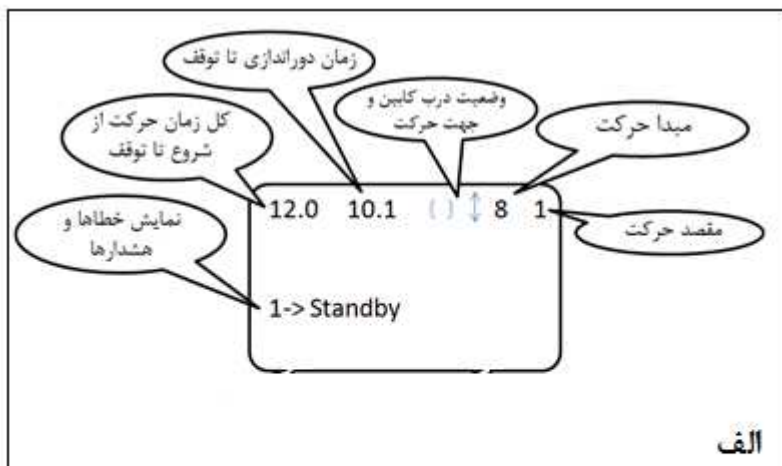 زمان دوراندازی تا توقف
وضعیت درب کابین و
جهت حرکت
مبدا حرکت
کل زمان حرکت از
شروع تا توقف
12.0 10.1 ( ) ↕ 8 1
مقصد حرکت
نمایش خطاها و
هشدارها
1-> Standby
الف